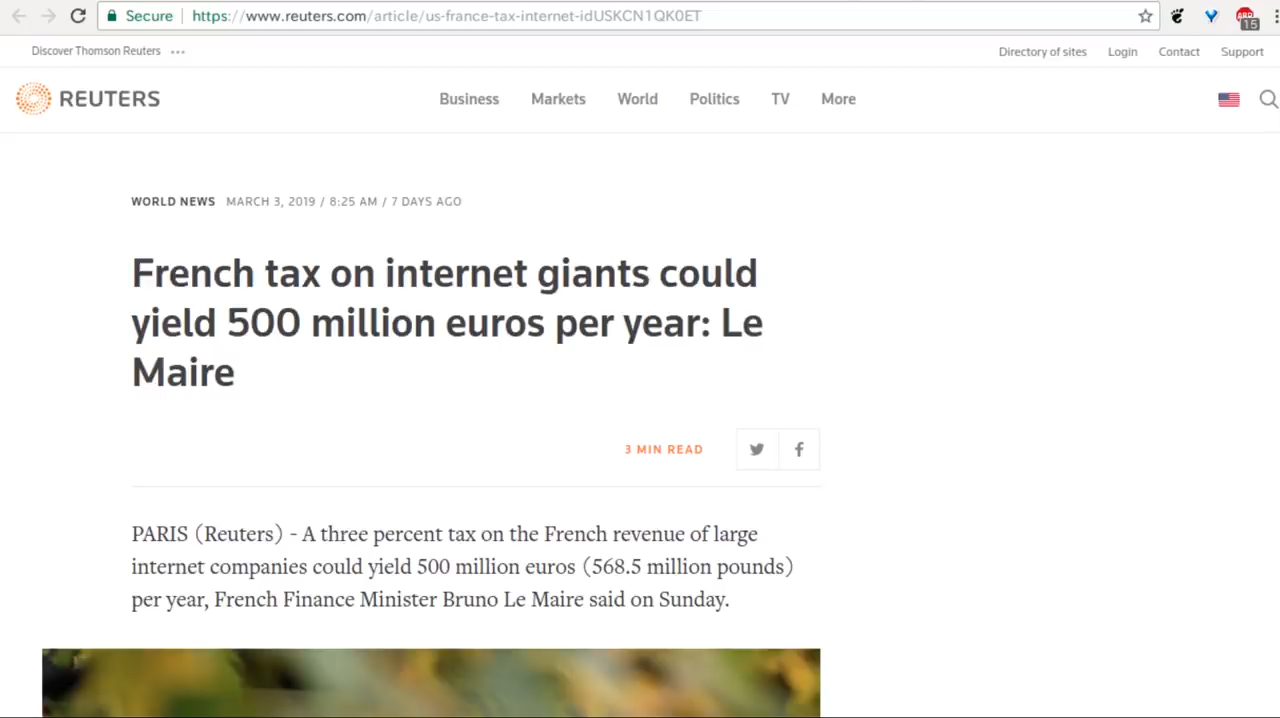 Secure https://www.reuters.com/article/us-france-tax-internet-idUSKCN1QK0ET
15
Discover Thomson Reuters ••• Directory of sites Login Contact Support
REUTERS Business Markets World Politics TV More
WORLD NEWS MARCH 3, 2019 / 8:25 AM / 7 DAYS AGO
French tax on internet giants could
yield 500 million euros per year: Le
Maire
3 MIN READ
PARIS (Reuters) - A three percent tax on the French revenue of large
internet companies could yield 500 million euros (568.5 million pounds)
per year, French Finance Minister Bruno Le Maire said on Sunday.